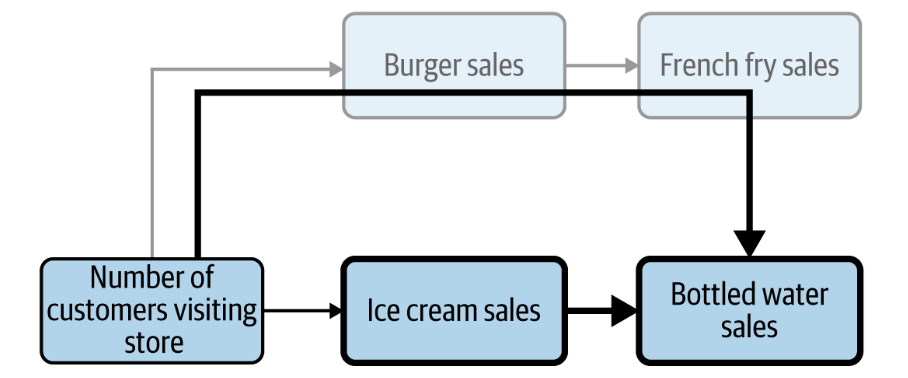 Burger sales
French fry sales
Number of
customers visiting
store
Ice cream sales
Bottled water
sales